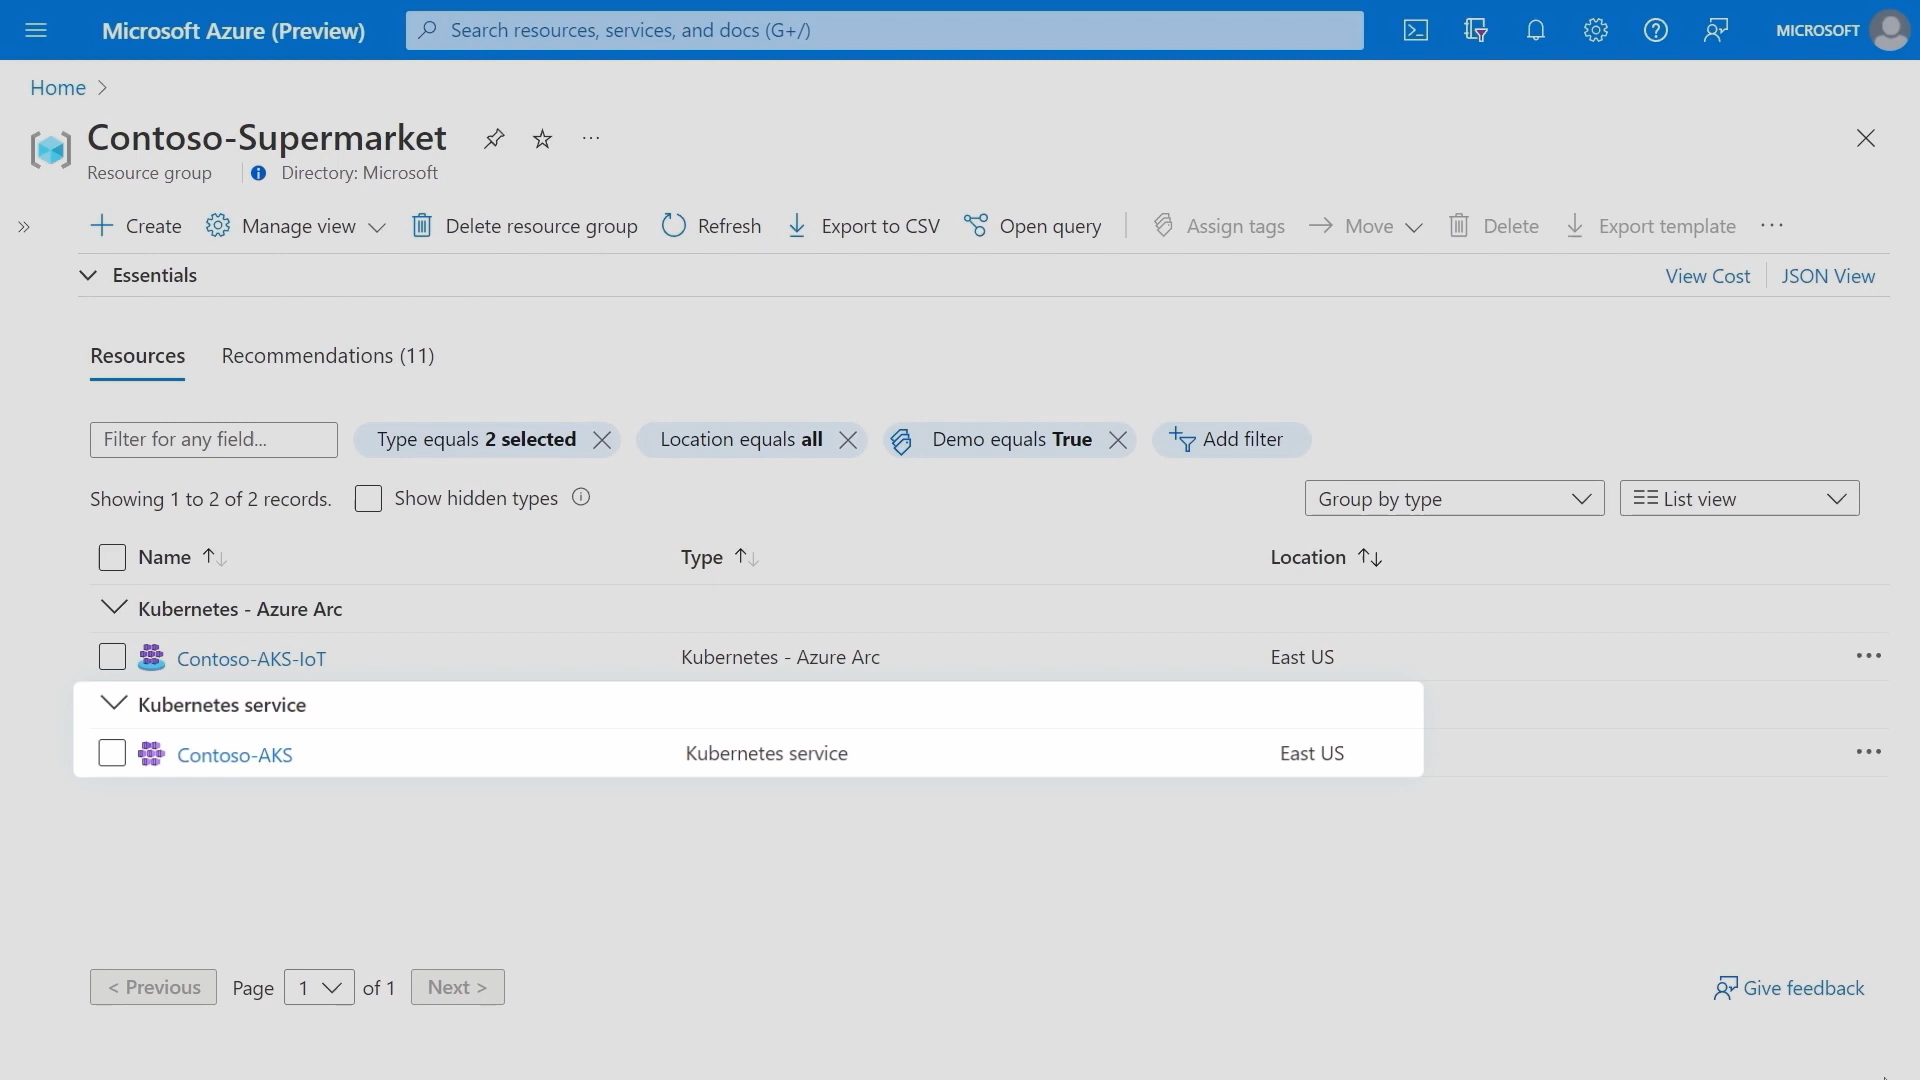 Microsoft Azure (Preview)
Search resources, services, and docs (G+/)
MICROSOFT
Home
Contoso-Supermarket
Resource group
Directory: Microsoft
Create
Manage view
Delete resource group
Refresh
Export to CSV
Open query
Assign tags
Move
Delete
Export template
Essentials
View Cost
JSON View
Resources
Recommendations (11)
Filter for any field...
Type equals 2 selected
Location equals all
Demo equals True
Add filter
Showing 1 to 2 of 2 records.
Show hidden types
Group by type
List view
Name
Type
Location
Kubernetes - Azure Arc
Contoso-AKS-IoT
Kubernetes - Azure Arc
East US
Kubernetes service
Contoso-AKS
Kubernetes service
East US
< Previous
Page
1
of 1
Next >
Give feedback